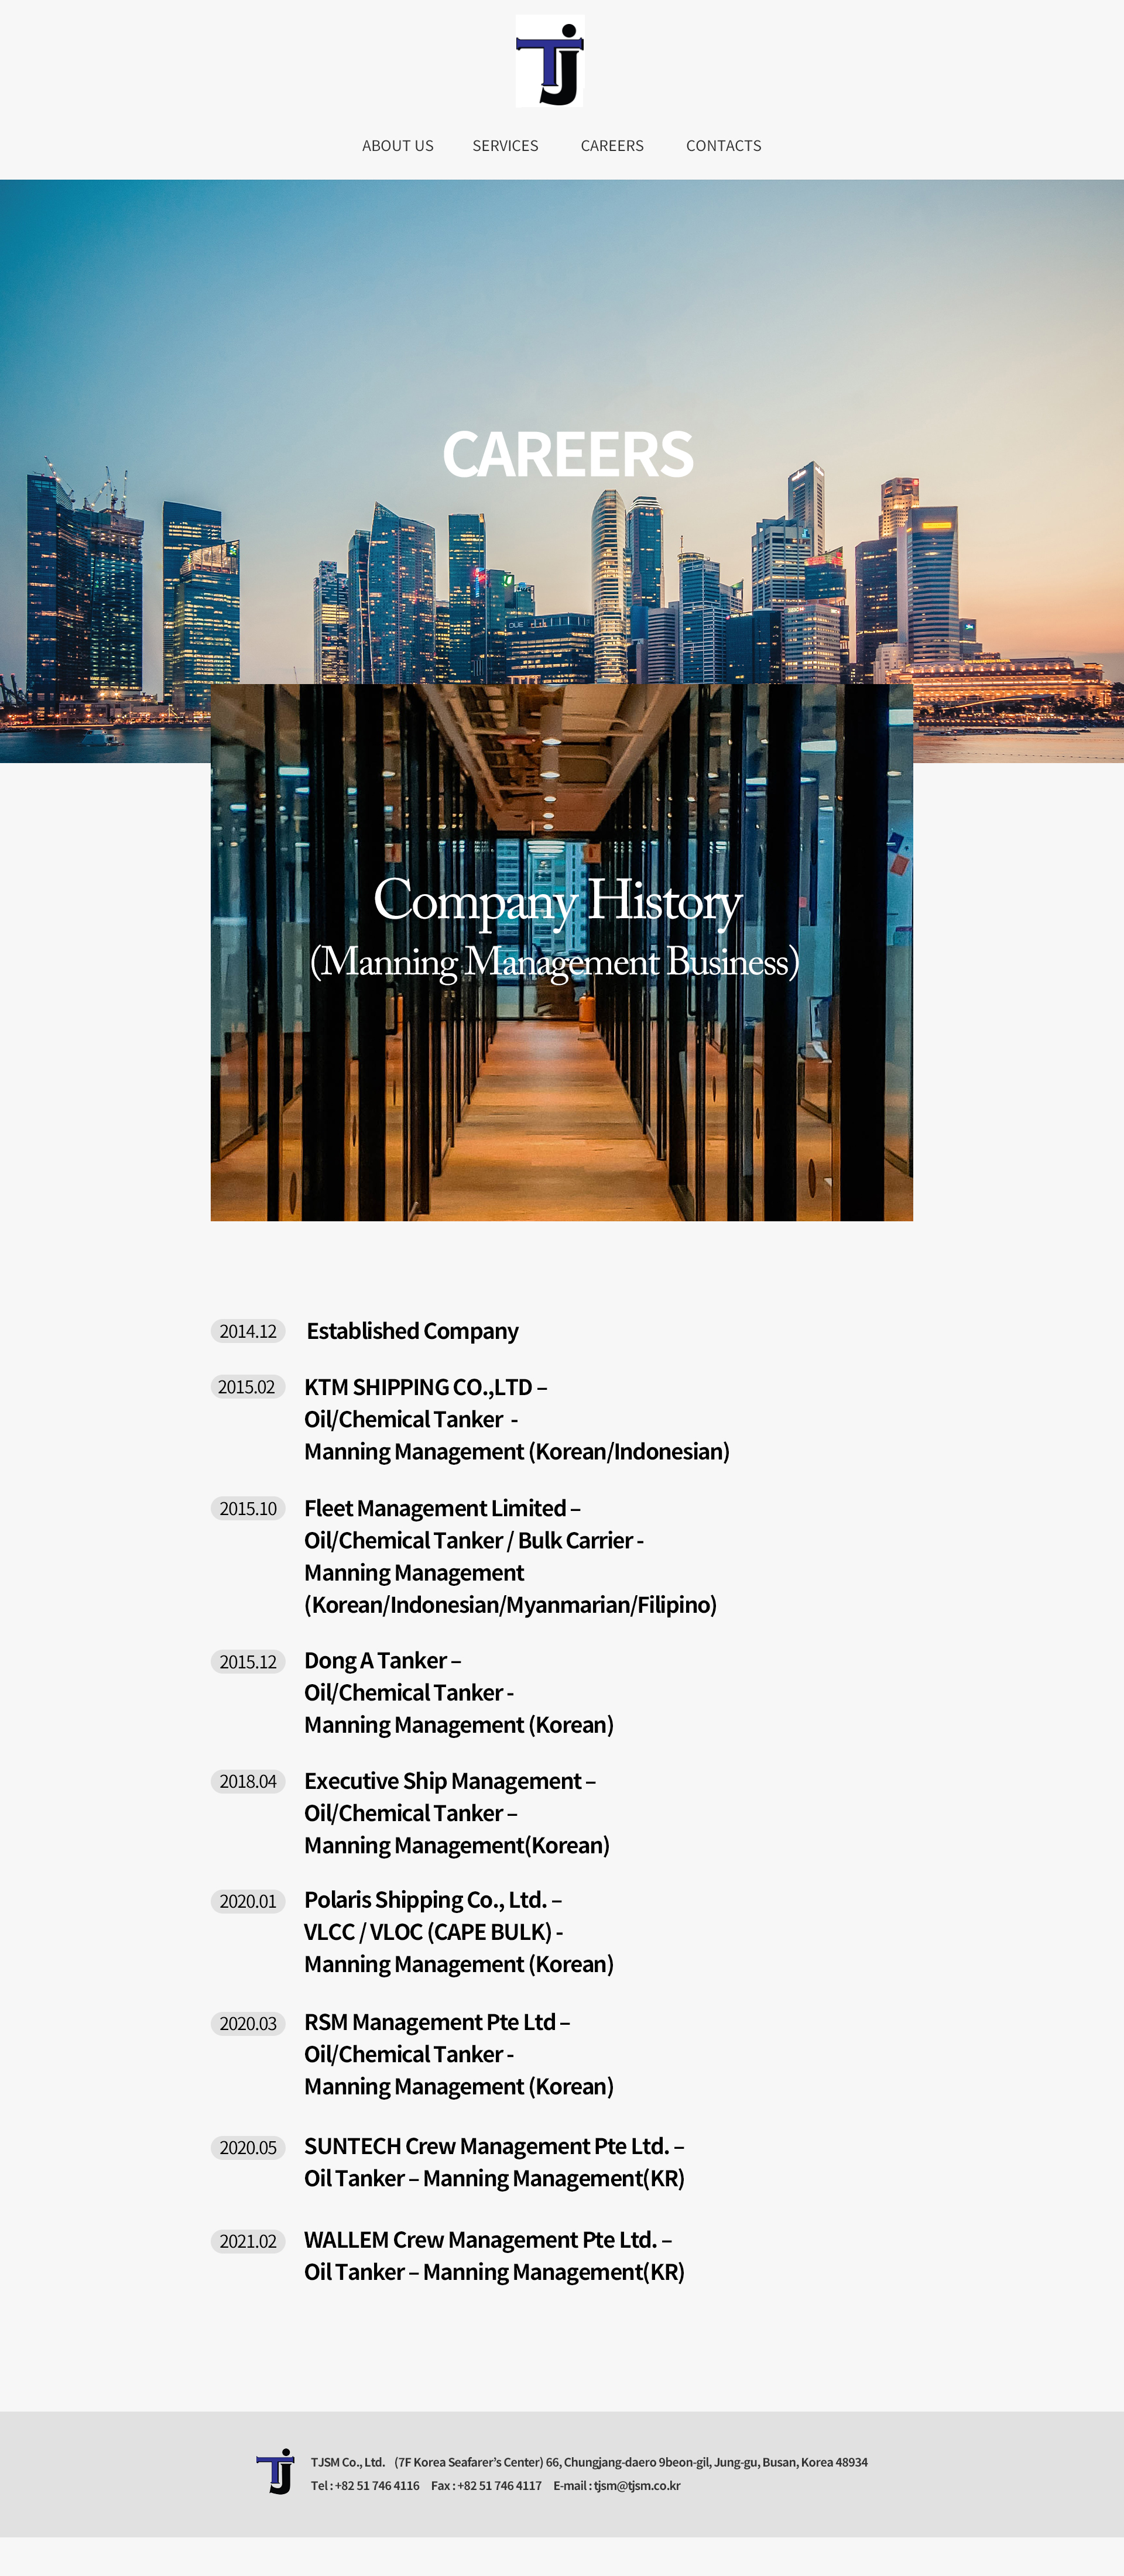 TJ
ABOUT US SERVICES CAREERS CONTACTS
CAREERS
Company History
(Manning Management Business)
2014.12 Established Company
2015.02 KTM SHIPPING CO.,LTD –
Oil/Chemical Tanker -
Manning Management (Korean/Indonesian)
2015.10 Fleet Management Limited –
Oil/Chemical Tanker / Bulk Carrier -
Manning Management
(Korean/Indonesian/Myanmarian/Filipino)
2015.12 Dong A Tanker –
Oil/Chemical Tanker -
Manning Management (Korean)
2018.04 Executive Ship Management –
Oil/Chemical Tanker –
Manning Management(Korean)
2020.01 Polaris Shipping Co., Ltd. –
VLCC / VLOC (CAPE BULK) -
Manning Management (Korean)
2020.03 RSM Management Pte Ltd –
Oil/Chemical Tanker -
Manning Management (Korean)
2020.05 SUNTECH Crew Management Pte Ltd. –
Oil Tanker – Manning Management(KR)
2021.02 WALLEM Crew Management Pte Ltd. –
Oil Tanker – Manning Management(KR)
TJ
TJSM Co., Ltd. (7F Korea Seafarer’s Center) 66, Chungjang-daero 9beon-gil, Jung-gu, Busan, Korea 48934
Tel : +82 51 746 4116 Fax : +82 51 746 4117 E-mail : tjsm@tjsm.co.kr